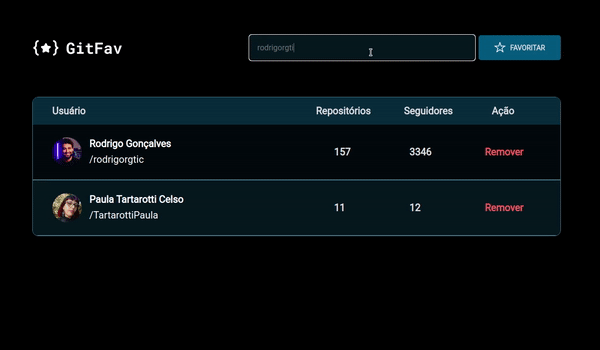 {★} GitFav
rodrigorgti
FAVORITAR
Usuário Repositórios Seguidores Ação
Rodrigo Gonçalves
/rodrigorgtic
157 3346 Remover
Paula Tartarotti Celso
/TartarottiPaula
11 12 Remover